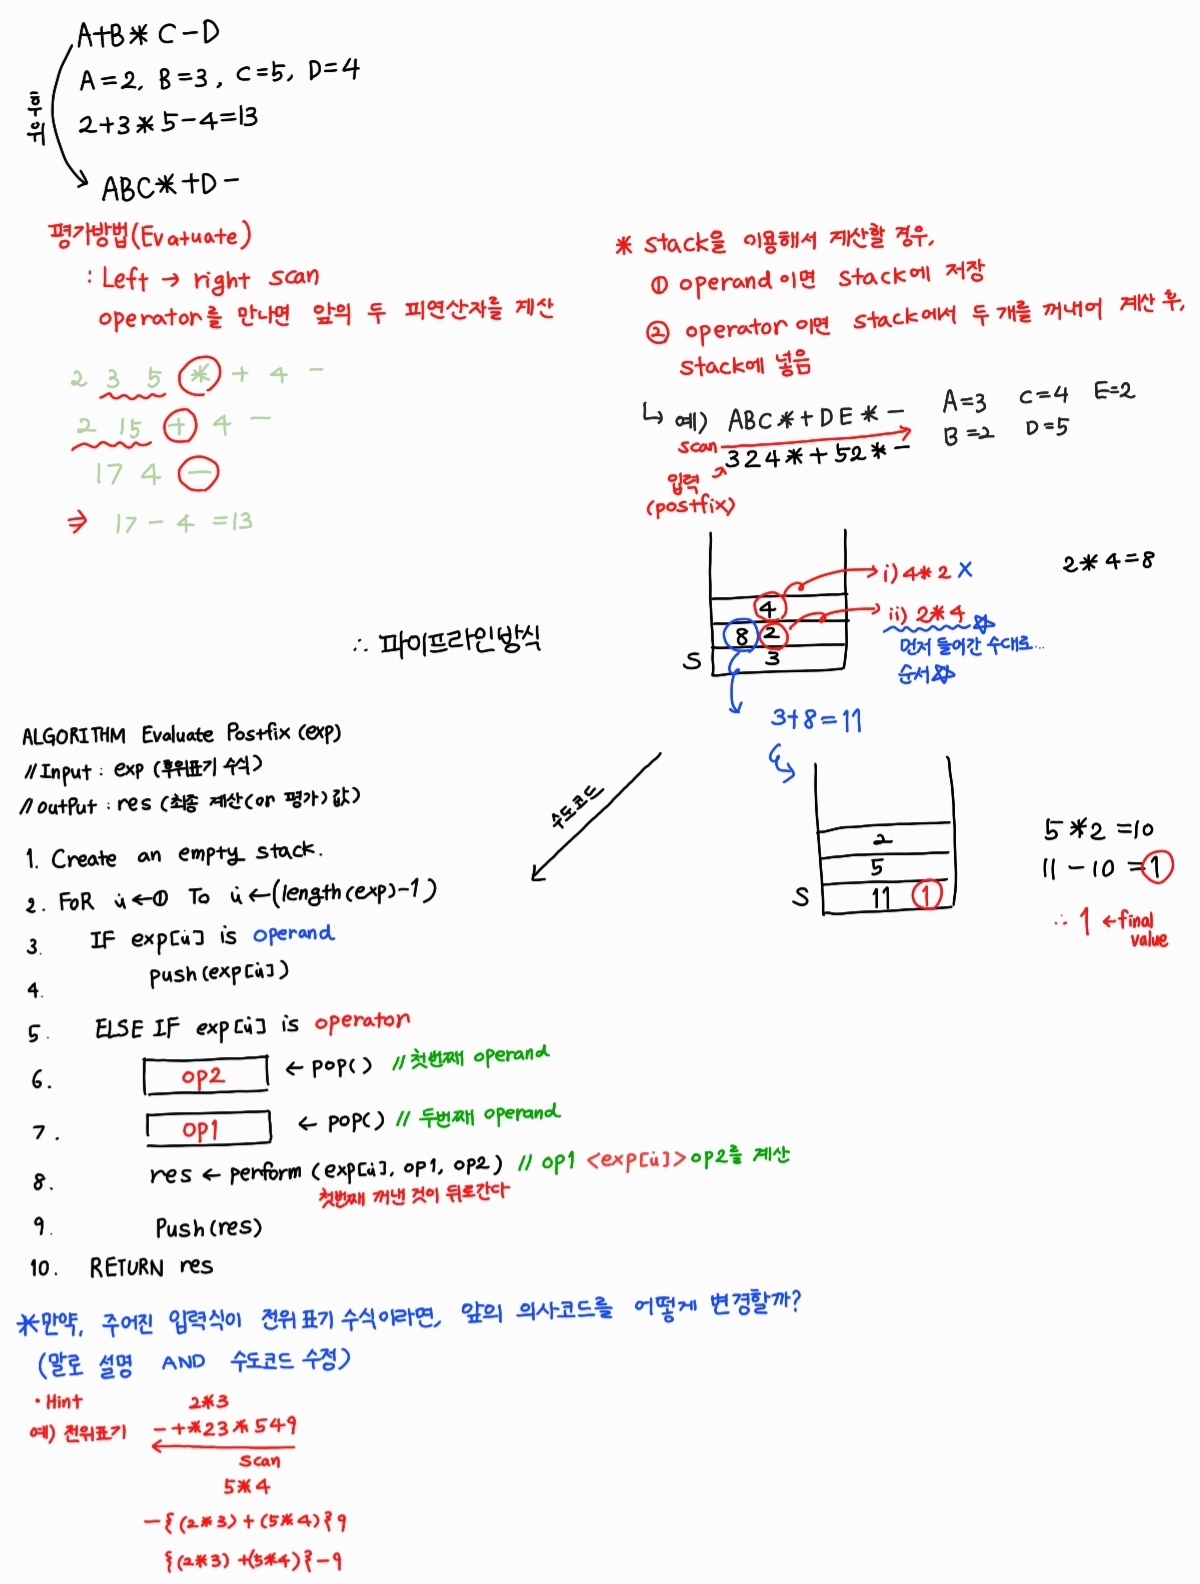 A+B*C-D
A=2, B=3, C=5, D=4
후위
2+3*5-4=13
ABC*+D-
평가방법(Evatuate)
: Left → right scan
operator를 만나면 앞의 두 피연산자를 계산
2 3 5 * + 4 -
2 15 + 4 -
17 4 -
⇒ 17-4=13
* stack을 이용해서 계산할 경우,
① operand이면 stack에 저장
② operator이면 stack에서 두 개를 꺼내어 계산 후,
stack에 넣음
↳ 예) ABC*+DE*-
A=3 C=4 E=2
B=2 D=5
scan
324*+52*-
입력
(postfix)
4
8 2
3
S
i) 4*2 X
ii) 2*4 ☆
먼저 들어간 수대로...
순서☆
2*4=8
3+8=11
∴ 파이프라인방식
2
5
11 1
S
5*2=10
11-10=1
∴ 1 ←final
value
수도코드
ALGORITHM Evaluate Postfix (exp)
//Input : exp (후위표기 수식)
//output : res (최종 계산(or 평가)값)
1. Create an empty stack.
2. FOR i←① To i←(length(exp)-1)
3. IF exp[i] is operand
4. push(exp[i])
5. ELSE IF exp[i] is operator
6. op2 ← pop() //첫번째 operand
7. op1 ← pop() // 두번째 operand
8. res ← perform (exp[i], op1, op2) // op1 <exp[i]> op2를 계산
첫번째 꺼낸 것이 뒤로간다
9. Push(res)
10. RETURN res
*만약, 주어진 입력식이 전위표기 수식이라면, 앞의 의사코드를 어떻게 변경할까?
(말로 설명 AND 수도코드 수정)
• Hint
2*3
예) 전위표기 -+*23*549
scan
5*4
-{(2*3)+(5*4)}9
{(2*3)+(5*4)}-9